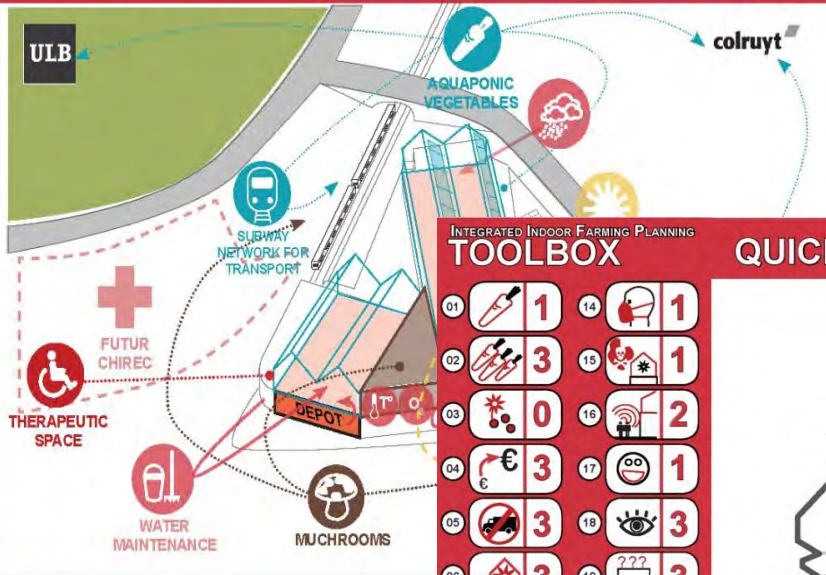 ULB
colruyt
AQUAPONIC
VEGETABLES
SUBWAY
NETWORK FOR
TRANSPORT
FUTUR
CHIREC
THERAPEUTIC
SPACE
DEPOT
T°
WATER
MAINTENANCE
MUCHROOMS
INTEGRATED INDOOR FARMING PLANNING
TOOLBOX
01 1
14 1
02 3
15 1
03 0
16 2
04 € € 3
17 1
05 3
18 3
???